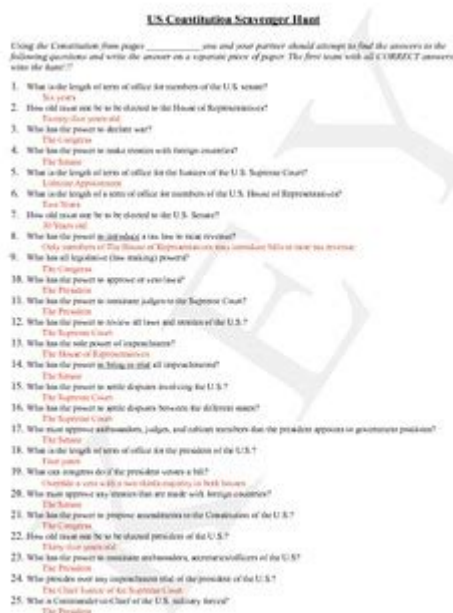 US Constitution Scavenger Hunt
Using the Constitution from pages ____________ you and your partner should attempt to find the answers to the
following questions and write the answer on a separate piece of paper. The first team with all CORRECT answers
wins the hunt!!!
1. What is the length of term of office for members of the U.S. senate?
Six years
2. How old must one be to be elected to the House of Representatives?
Twenty-five years old
3. Who has the power to declare war?
The Congress
4. Who has the power to make treaties with foreign countries?
The Senate
5. What is the length of term of office for the Justices of the U.S. Supreme Court?
Lifetime Appointment
6. What is the length of a term of office for members of the U.S. House of Representatives?
Two Years
7. How old must one be to be elected to the U.S. Senate?
30 Years old
8. Who has the power to introduce a tax law to raise revenue?
Only members of The House of Representatives may introduce bills to raise tax revenue
9. Who has all legislative (law making) powers?
The Congress
10. Who has the power to approve or veto laws?
The President
11. Who has the power to nominate judges to the Supreme Court?
The President
12. Who has the power to review all laws and treaties of the U.S.?
The Supreme Court
13. Who has the sole power of impeachment?
The House of Representatives
14. Who has the power to bring to trial all impeachments?
The Senate
15. Who has the power to settle disputes involving the U.S.?
The Supreme Court
16. Who has the power to settle disputes between the different states?
The Supreme Court
17. Who must approve ambassadors, judges, and cabinet members that the president appoints to government positions?
The Senate
18. What is the length of term of office for the president of the U.S.?
Four years
19. What can congress do if the president vetoes a bill?
Override a veto with a two-thirds majority in both houses
20. Who must approve any treaties that are made with foreign countries?
The Senate
21. Who has the power to propose amendments to the Constitution of the U.S.?
The Congress
22. How old must one be to be elected president of the U.S.?
Thirty-five years old
23. Who has the power to nominate ambassadors, secretaries/officers of the U.S?
The President
24. Who presides over any impeachment trial of the president of the U.S.?
The Chief Justice of the Supreme Court
25. Who is Commander-in-Chief of the U.S. military forces?
The President
KEY